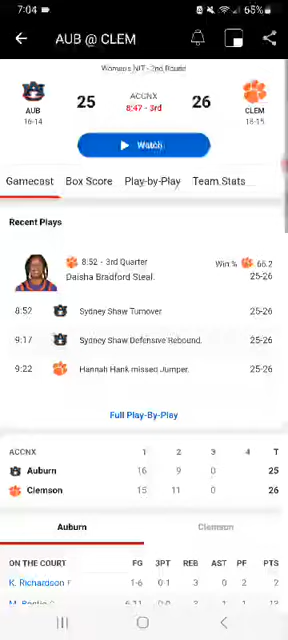 7:04
65%
AUB @ CLEM
Women's NIT - 2nd Round
AUB
16-14
25
ACCNX
8:47 - 3rd
26
CLEM
18-15
Watch
Gamecast Box Score Play-by-Play Team Stats
Recent Plays
8:52 - 3rd Quarter
Daisha Bradford Steal.
Win % 66.2
25-26
8:52 Sydney Shaw Turnover 25-26
9:17 Sydney Shaw Defensive Rebound. 25-26
9:22 Hannah Hank missed Jumper. 25-26
Full Play-By-Play
ACCNX 1 2 3 4 T
Auburn 16 9 0 25
Clemson 15 11 0 26
Auburn Clemson
ON THE COURT FG 3PT REB AST PF PTS
K. Richardson F 1-6 0-1 3 0 2 2